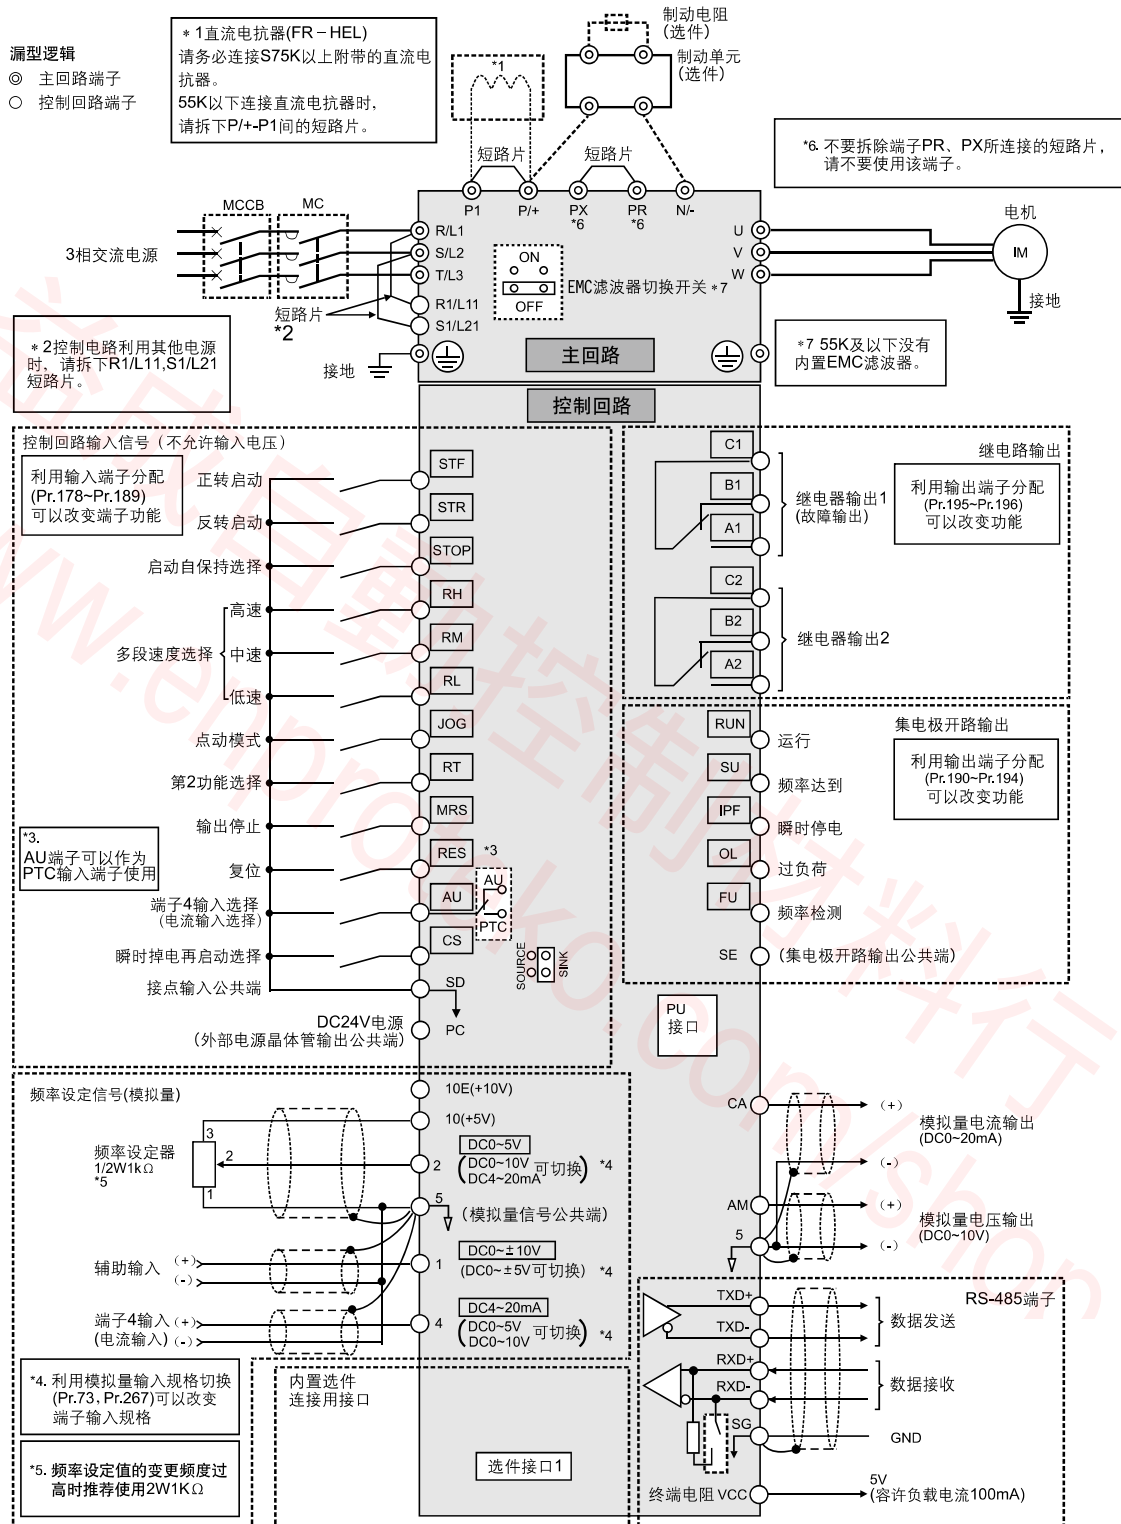 漏型逻辑
◎ 主回路端子
○ 控制回路端子
*1直流电抗器(FR-HEL)
请务必连接S75K以上附带的直流电
抗器。
55K以下连接直流电抗器时,
请拆下P/+-P1间的短路片。
*1
制动电阻
(选件)
制动单元
(选件)
*6. 不要拆除端子PR、PX所连接的短路片,
请不要使用该端子。
短路片
短路片
P1
P/+
PX
*6
PR
*6
N/-
MCCB
MC
3相交流电源
R/L1
S/L2
T/L3
R1/L11
S1/L21
短路片
*2
ON
OFF
EMC滤波器切换开关*7
U
V
W
电机
IM
接地
*2控制电路利用其他电源
时,请拆下R1/L11,S1/L21
短路片。
接地
主回路
*7 55K及以下没有
内置EMC滤波器。
控制回路
控制回路输入信号(不允许输入电压)
利用输入端子分配
(Pr.178~Pr.189)
可以改变端子功能
正转启动
STF
反转启动
STR
启动自保持选择
STOP
多段速度选择
高速
RH
中速
RM
低速
RL
点动模式
JOG
第2功能选择
RT
输出停止
MRS
*3.
AU端子可以作为
PTC输入端子使用
复位
RES
*3
端子4输入选择
(电流输入选择)
AU
AU
PTC
瞬时掉电再启动选择
CS
SOURCE
SINK
接点输入公共端
SD
DC24V电源
(外部电源晶体管输出公共端)
PC
C1
B1
A1
继电路输出
继电器输出1
(故障输出)
利用输出端子分配
(Pr.195~Pr.196)
可以改变功能
C2
B2
A2
继电器输出2
集电极开路输出
利用输出端子分配
(Pr.190~Pr.194)
可以改变功能
RUN
运行
SU
频率达到
IPF
瞬时停电
OL
过负荷
FU
频率检测
SE
(集电极开路输出公共端)
PU
接口
频率设定信号(模拟量)
10E(+10V)
10(+5V)
频率设定器
1/2W1kΩ
*5
3
2
1
2
DC0~5V
(DC0~10V
DC4~20mA 可切换) *4
5
(模拟量信号公共端)
辅助输入
(+)
(-)
1
DC0~±10V
(DC0~±5V可切换) *4
端子4输入
(电流输入)
(+)
(-)
4
DC4~20mA
(DC0~5V
DC0~10V 可切换) *4
*4. 利用模拟量输入规格切换
(Pr.73, Pr.267)可以改变
端子输入规格
*5. 频率设定值的变更频度过
高时推荐使用2W1KΩ
内置选件
连接用接口
选件接口1
CA
(+)
(-)
模拟量电流输出
(DC0~20mA)
AM
(+)
5
(-)
模拟量电压输出
(DC0~10V)
RS-485端子
TXD+
TXD-
数据发送
RXD+
RXD-
数据接收
SG
GND
终端电阻
VCC
5V
(容许负载电流100mA)